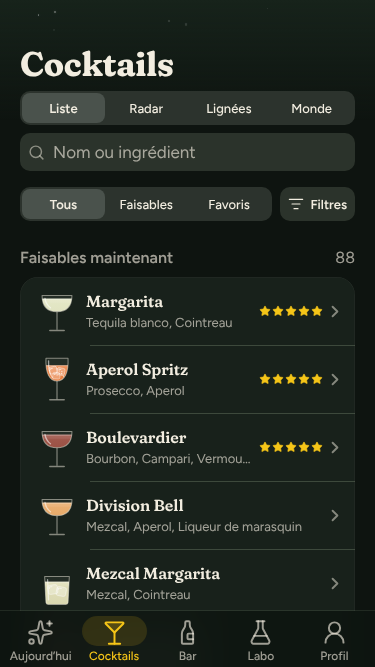 Cocktails
Liste Radar Lignées Monde
Nom ou ingrédient
Tous Faisables Favoris Filtres
Faisables maintenant 88
Margarita
Tequila blanco, Cointreau
Aperol Spritz
Prosecco, Aperol
Boulevardier
Bourbon, Campari, Vermou...
Division Bell
Mezcal, Aperol, Liqueur de marasquin
Mezcal Margarita
Mezcal, Cointreau
Aujourd'hui Cocktails Bar Labo Profil